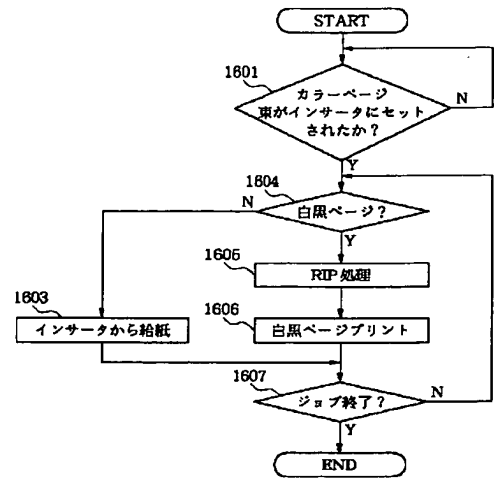 START
1601
カラーページ
束がインサータにセット
されたか？
N
Y
1604
N
白黒ページ？
Y
1605
RIP処理
1603
インサータから給紙
1606
白黒ページプリント
1607
ジョブ終了？
N
Y
END